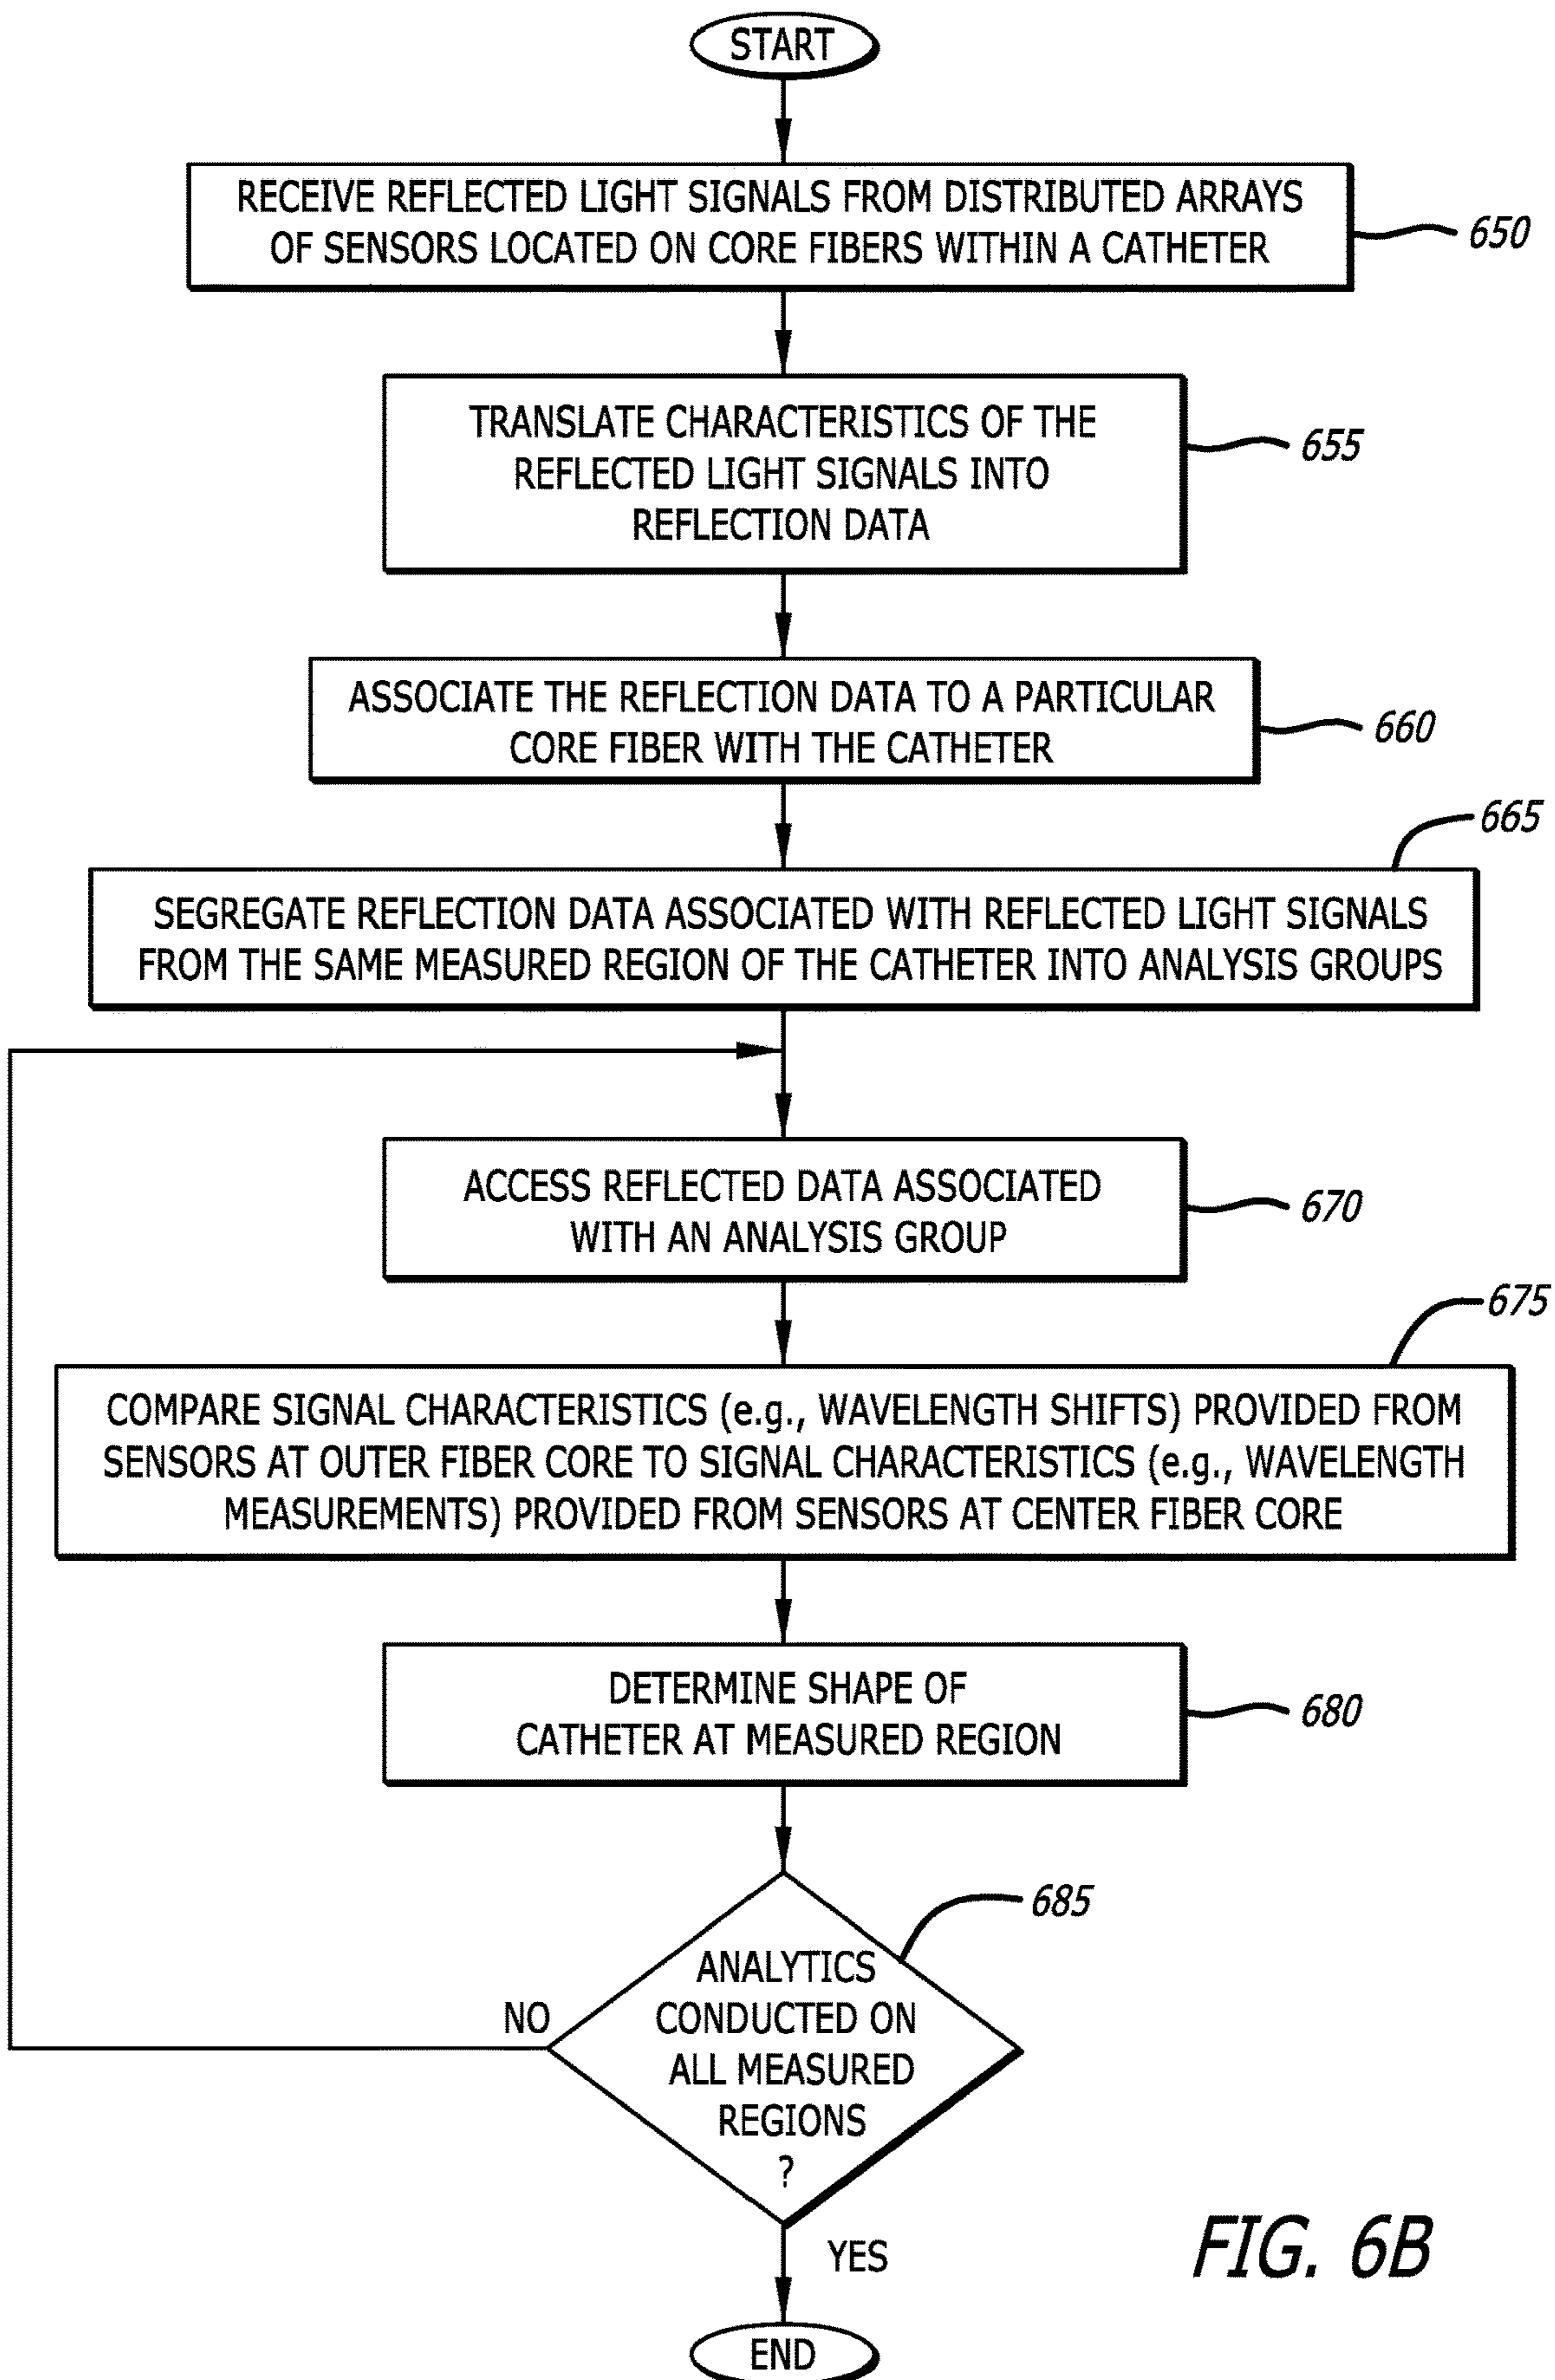 START
RECEIVE REFLECTED LIGHT SIGNALS FROM DISTRIBUTED ARRAYS
OF SENSORS LOCATED ON CORE FIBERS WITHIN A CATHETER
650
TRANSLATE CHARACTERISTICS OF THE
REFLECTED LIGHT SIGNALS INTO
REFLECTION DATA
655
ASSOCIATE THE REFLECTION DATA TO A PARTICULAR
CORE FIBER WITH THE CATHETER
660
665
SEGREGATE REFLECTION DATA ASSOCIATED WITH REFLECTED LIGHT SIGNALS
FROM THE SAME MEASURED REGION OF THE CATHETER INTO ANALYSIS GROUPS
ACCESS REFLECTED DATA ASSOCIATED
WITH AN ANALYSIS GROUP
670
675
COMPARE SIGNAL CHARACTERISTICS (e.g., WAVELENGTH SHIFTS) PROVIDED FROM
SENSORS AT OUTER FIBER CORE TO SIGNAL CHARACTERISTICS (e.g., WAVELENGTH
MEASUREMENTS) PROVIDED FROM SENSORS AT CENTER FIBER CORE
DETERMINE SHAPE OF
CATHETER AT MEASURED REGION
680
685
ANALYTICS
CONDUCTED ON
ALL MEASURED
REGIONS
?
NO
YES
END
FIG. 6B